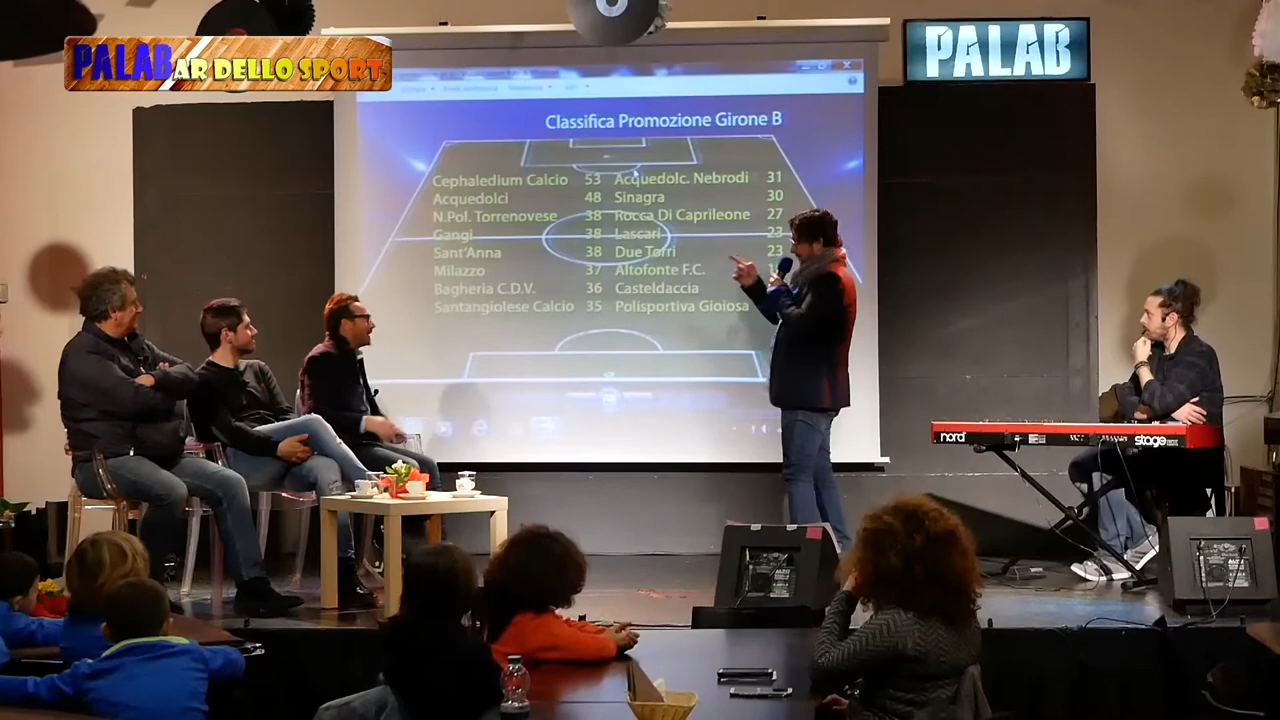 PALABAR DELLO SPORT
PALAB
Classifica Promozione Girone B
Cephaledium Calcio 53 Acquedolc. Nebrodi 31
Acquedolci 48 Sinagra 30
N.Pol. Torrenovese 38 Rocca Di Caprileone 27
Gangi 38 Lascari 23
Sant'Anna 38 Due Torri 23
Milazzo 37 Altofonte F.C.
Bagheria C.D.V. 36 Casteldaccia
Santangiolese Calcio 35 Polisportiva Gioiosa
nord
stage